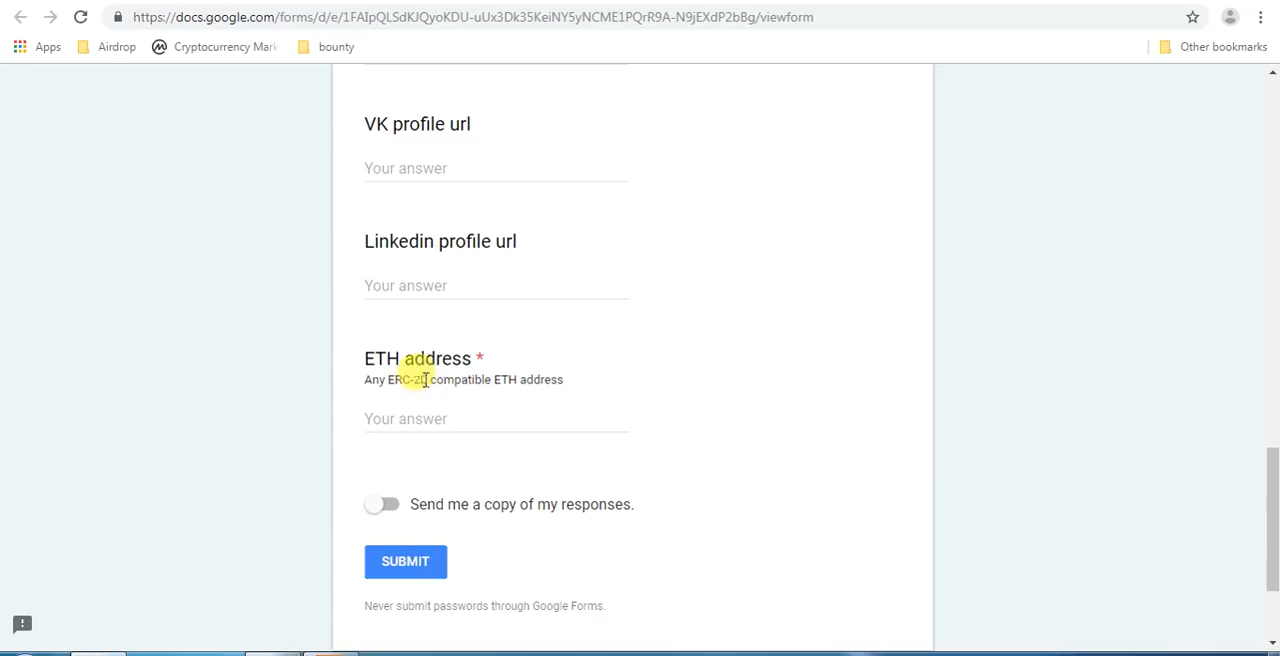 https://docs.google.com/forms/d/e/1FAIpQLSdKJQyoKDU-uUx3Dk35KeiNY5yNCME1PQrR9A-N9jEXdP2bBg/viewform
Apps Airdrop Cryptocurrency Mark bounty Other bookmarks
VK profile url
Your answer
Linkedin profile url
Your answer
ETH address *
Any ERC-20 compatible ETH address
Your answer
Send me a copy of my responses.
SUBMIT
Never submit passwords through Google Forms.